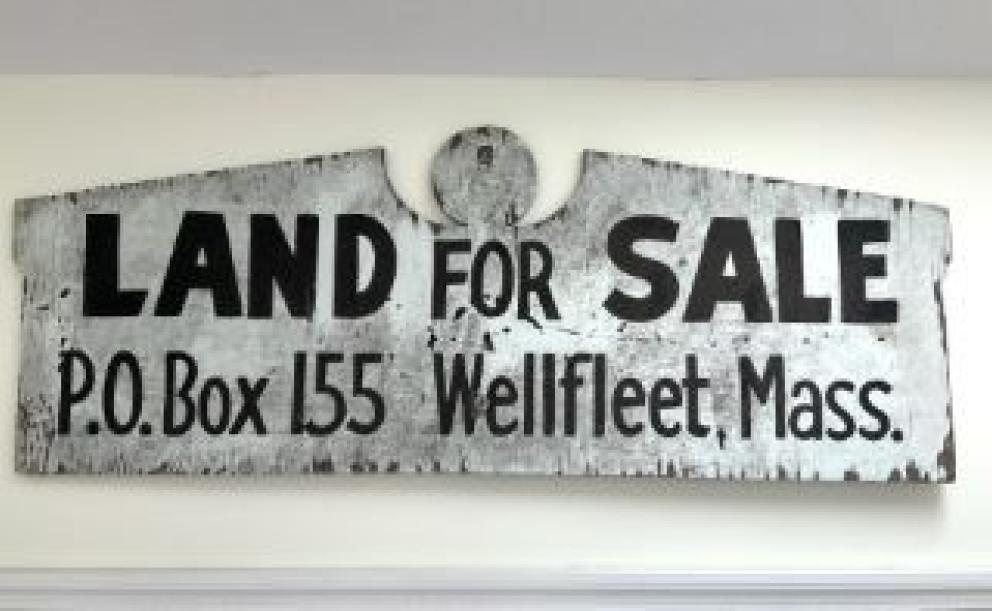 LAND FOR SALE
P.O. Box 155 Wellfleet, Mass.